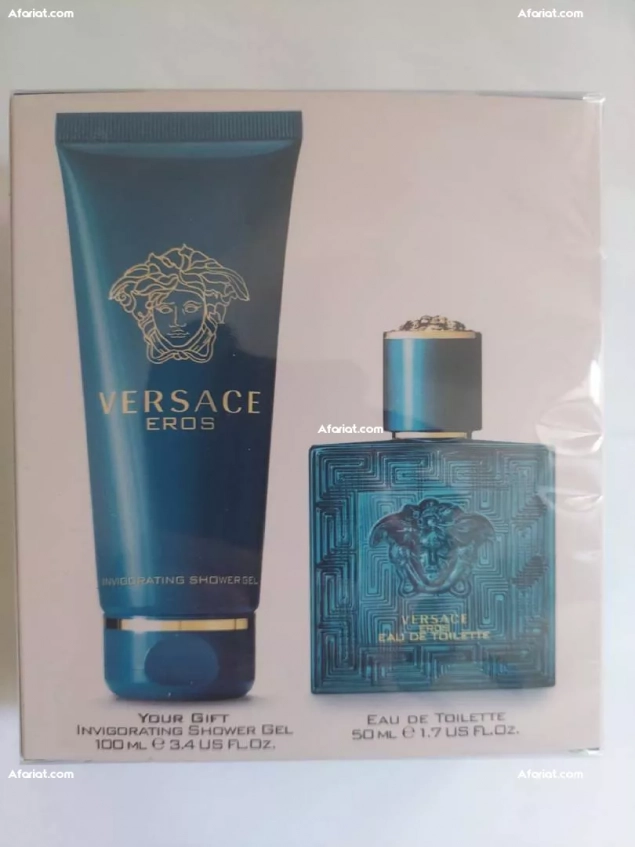 Afariat.com
Afariat.com
VERSACE
EROS
INVIGORATING SHOWER GEL
Afariat.com
VERSACE
EROS
EAU DE TOILETTE
YOUR GIFT
INVIGORATING SHOWER GEL
100 ML ℮ 3.4 US FL.OZ.
EAU DE TOILETTE
50 ML ℮ 1.7 US FL.OZ.
Afariat.com
Afariat.com